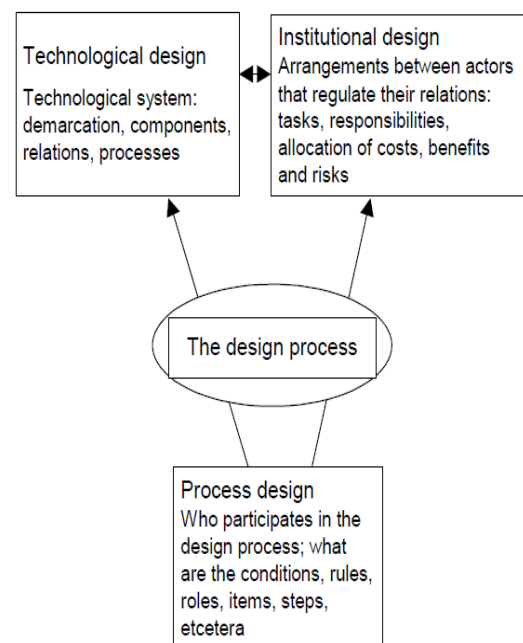 Technological design
Technological system:
demarcation, components,
relations, processes
Institutional design
Arrangements between actors
that regulate their relations:
tasks, responsibilities,
allocation of costs, benefits
and risks
The design process
Process design
Who participates in the
design process; what
are the conditions, rules,
roles, items, steps,
etcetera